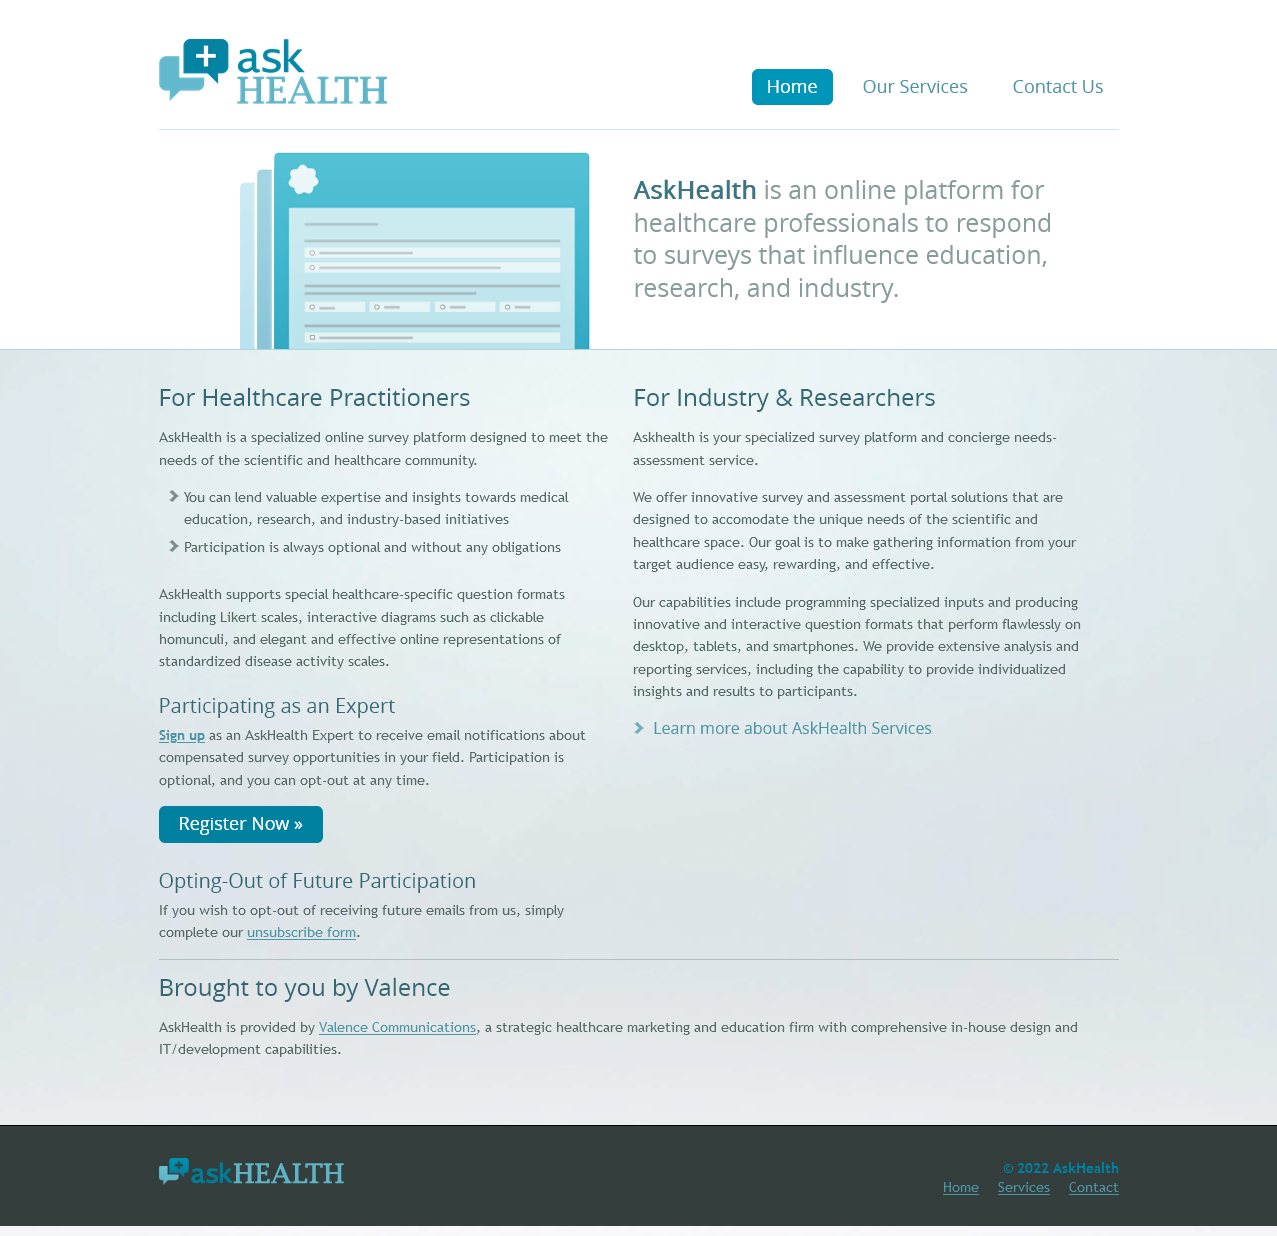 ask
HEALTH
Home
Our Services
Contact Us
AskHealth is an online platform for
healthcare professionals to respond
to surveys that influence education,
research, and industry.
For Healthcare Practitioners
AskHealth is a specialized online survey platform designed to meet the
needs of the scientific and healthcare community.
You can lend valuable expertise and insights towards medical
education, research, and industry-based initiatives
Participation is always optional and without any obligations
AskHealth supports special healthcare-specific question formats
including Likert scales, interactive diagrams such as clickable
homunculi, and elegant and effective online representations of
standardized disease activity scales.
Participating as an Expert
Sign up as an AskHealth Expert to receive email notifications about
compensated survey opportunities in your field. Participation is
optional, and you can opt-out at any time.
Register Now »
Opting-Out of Future Participation
If you wish to opt-out of receiving future emails from us, simply
complete our unsubscribe form.
For Industry & Researchers
Askhealth is your specialized survey platform and concierge needs-
assessment service.
We offer innovative survey and assessment portal solutions that are
designed to accomodate the unique needs of the scientific and
healthcare space. Our goal is to make gathering information from your
target audience easy, rewarding, and effective.
Our capabilities include programming specialized inputs and producing
innovative and interactive question formats that perform flawlessly on
desktop, tablets, and smartphones. We provide extensive analysis and
reporting services, including the capability to provide individualized
insights and results to participants.
Learn more about AskHealth Services
Brought to you by Valence
AskHealth is provided by Valence Communications, a strategic healthcare marketing and education firm with comprehensive in-house design and
IT/development capabilities.
askHEALTH
© 2022 AskHealth
Home Services Contact